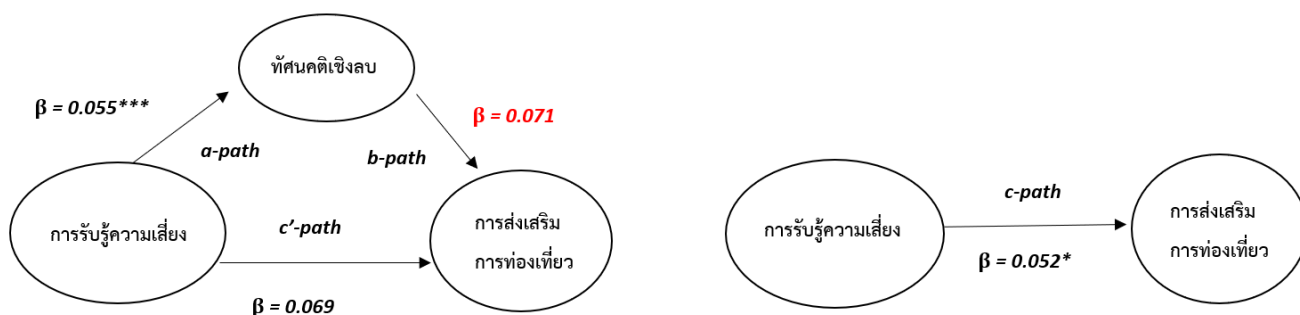 ทัศนคติเชิงลบ
β = 0.055***
β = 0.071
a-path
b-path
การรับรู้ความเสี่ยง
c'-path
การส่งเสริม
การท่องเที่ยว
β = 0.069
การรับรู้ความเสี่ยง
c-path
β = 0.052*
การส่งเสริม
การท่องเที่ยว